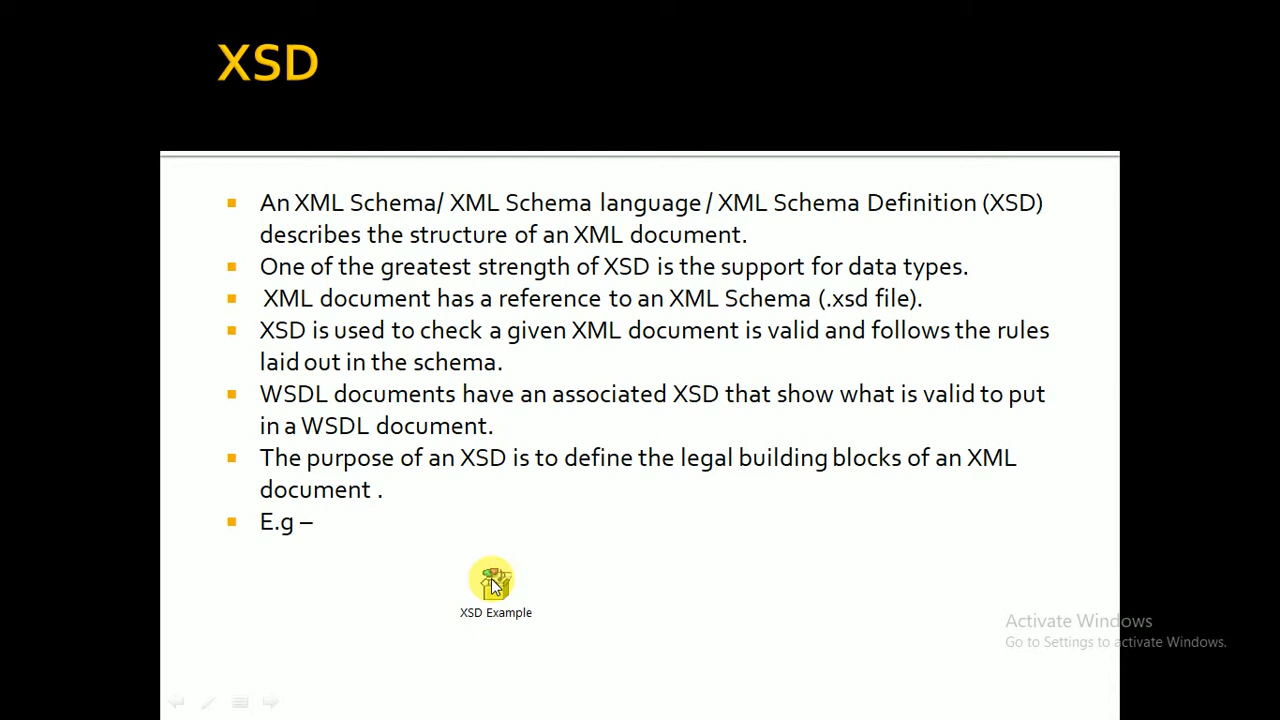 XSD
An XML Schema/ XML Schema language / XML Schema Definition (XSD)
describes the structure of an XML document.
One of the greatest strength of XSD is the support for data types.
XML document has a reference to an XML Schema (.xsd file).
XSD is used to check a given XML document is valid and follows the rules
laid out in the schema.
WSDL documents have an associated XSD that show what is valid to put
in a WSDL document.
The purpose of an XSD is to define the legal building blocks of an XML
document .
E.g –
XSD Example
Activate Windows
Go to Settings to activate Windows.